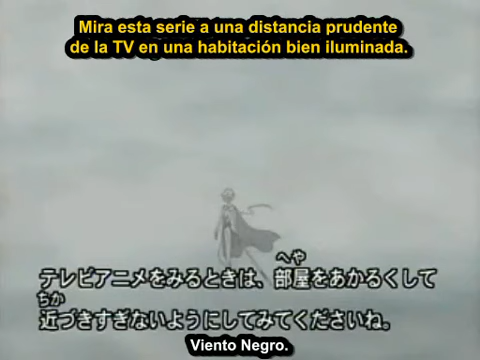 Mira esta serie a una distancia prudente
de la TV en una habitación bien iluminada.
へや
テレビアニメをみるときは、部屋をあかるくして
ちか
近づきすぎないようにしてみてくださいね。
Viento Negro.